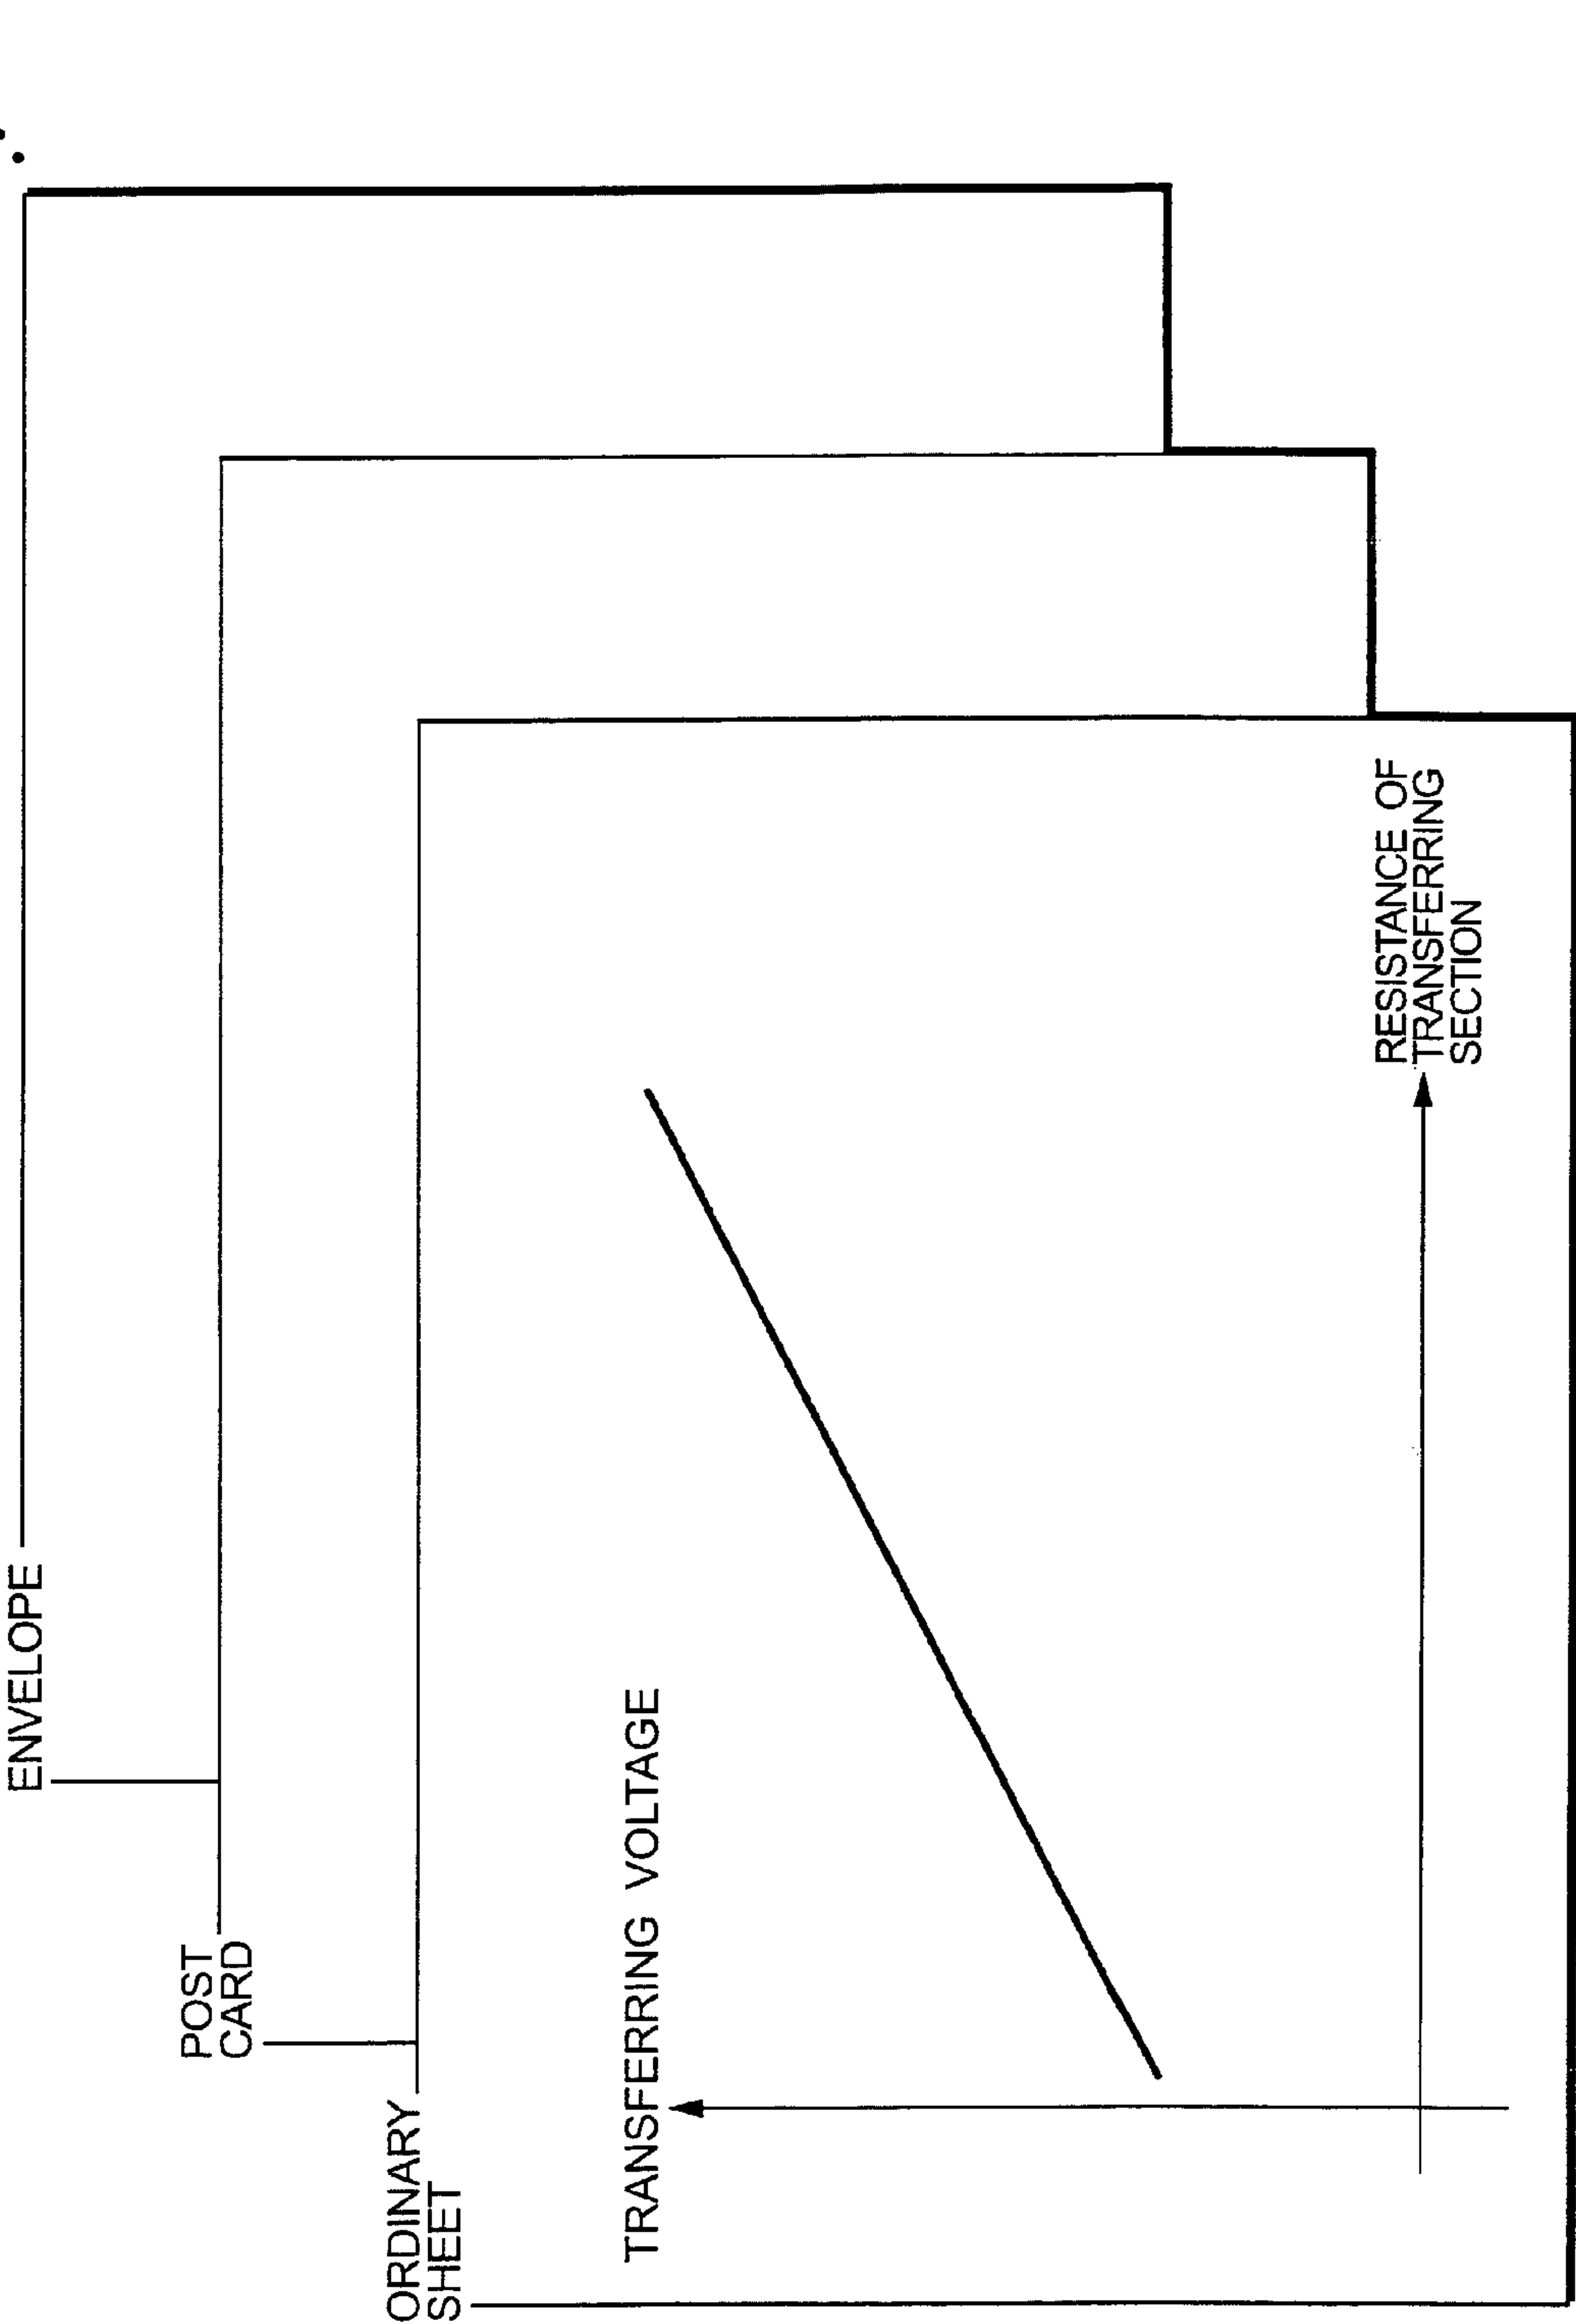 ENVELOPE
POST
CARD
ORDINARY
SHEET
TRANSFERRING VOLTAGE
RESISTANCE OF
TRANSFERRING
SECTION